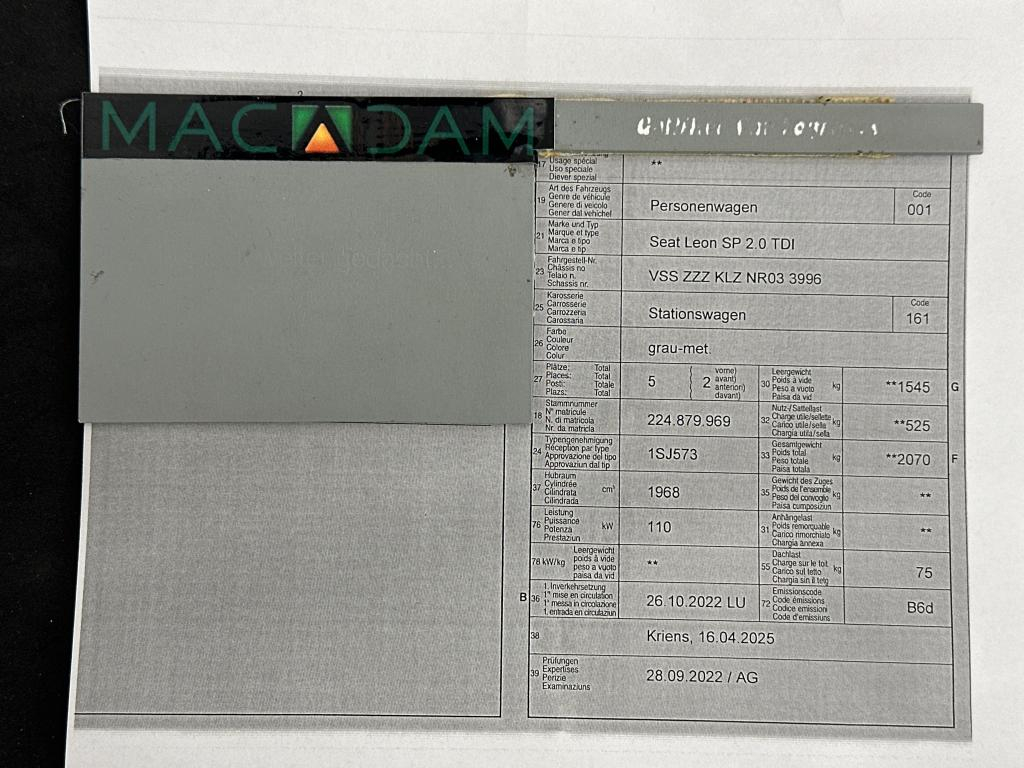 MACADAM
17 Usage spécial
Uso speciale
Diever spezial
**
19 Art des Fahrzeugs
Genre de véhicule
Genere di veicolo
Gener dal vehichel
Personenwagen
Code
001
21 Marke und Typ
Marque et type
Marca e tipo
Marca e tip
Seat Leon SP 2.0 TDI
23 Fahrgestell-Nr.
Châssis no
Telaio n.
Schassis nr.
VSS ZZZ KLZ NR03 3996
25 Karosserie
Carrosserie
Carrozzeria
Carossaria
Stationswagen
Code
161
26 Farbe
Couleur
Colore
Colur
grau-met.
27 Plätze: Total
Places: Total
Posti: Totale
Plazs: Total
5
2
vorne)
avant)
anteriori)
davant)
30 Leergewicht
Poids à vide
Peso a vuoto
Paisa da vid
kg
**1545
G
18 Stammnummer
N° matricule
N. di matricola
Nr. da matricla
224.879.969
32 Nutz-/Sattellast
Charge utile/sellette
Carico utile/sella
Chargia utila/sella
kg
**525
24 Typengenehmigung
Réception par type
Approvazione del tipo
Approvaziun dal tip
1SJ573
33 Gesamtgewicht
Poids total
Peso totale
Paisa totala
kg
**2070
F
37 Hubraum
Cylindrée
Cilindrata
Cilindrada
cm³
1968
35 Gewicht des Zuges
Poids de l'ensemble
Peso del convoglio
Paisa cumposiziun
kg
**
76 Leistung
Puissance
Potenza
Prestaziun
kW
110
31 Anhängelast
Poids remorquable
Carico rimorchiato
Chargia annexa
kg
**
78 kW/kg
Leergewicht
poids à vide
peso a vuoto
paisa da vid
**
55 Dachlast
Charge sur le toit
Carico sul tetto
Chargia sin il tetg
kg
75
B 36 1. Inverkehrsetzung
1re mise en circulation
1a messa in circolazione
1. entrada en circulaziun
26.10.2022 LU
72 Emissionscode
Code émissions
Codice emissioni
Code d'emissiuns
B6d
38
Kriens, 16.04.2025
39 Prüfungen
Expertises
Perizie
Examinaziuns
28.09.2022 / AG